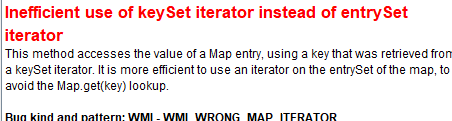 Inefficient use of keySet iterator instead of entrySet
iterator
This method accesses the value of a Map entry, using a key that was retrieved from
a keySet iterator. It is more efficient to use an iterator on the entrySet of the map, to
avoid the Map.get(key) lookup.
Bug kind and pattern: WMI - WMI_WRONG_MAP_ITERATOR